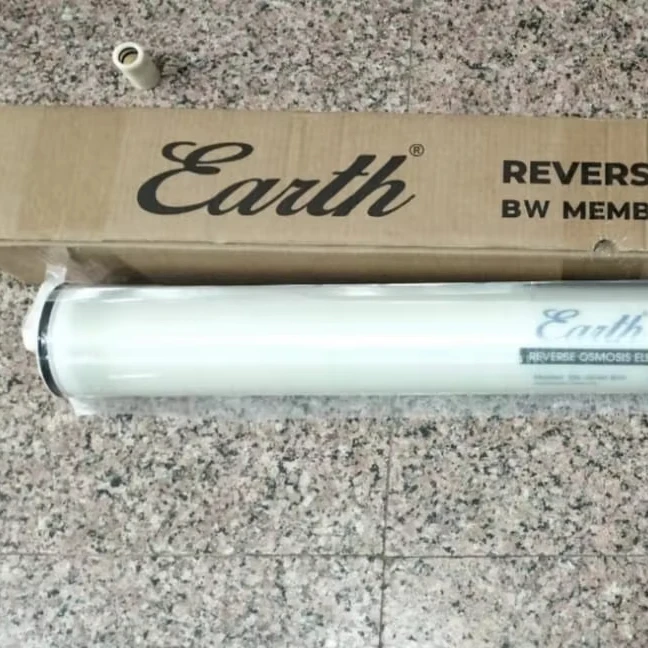 Earth®
REVERS
BW MEMB
Earth
REVERSE OSMOSIS EL